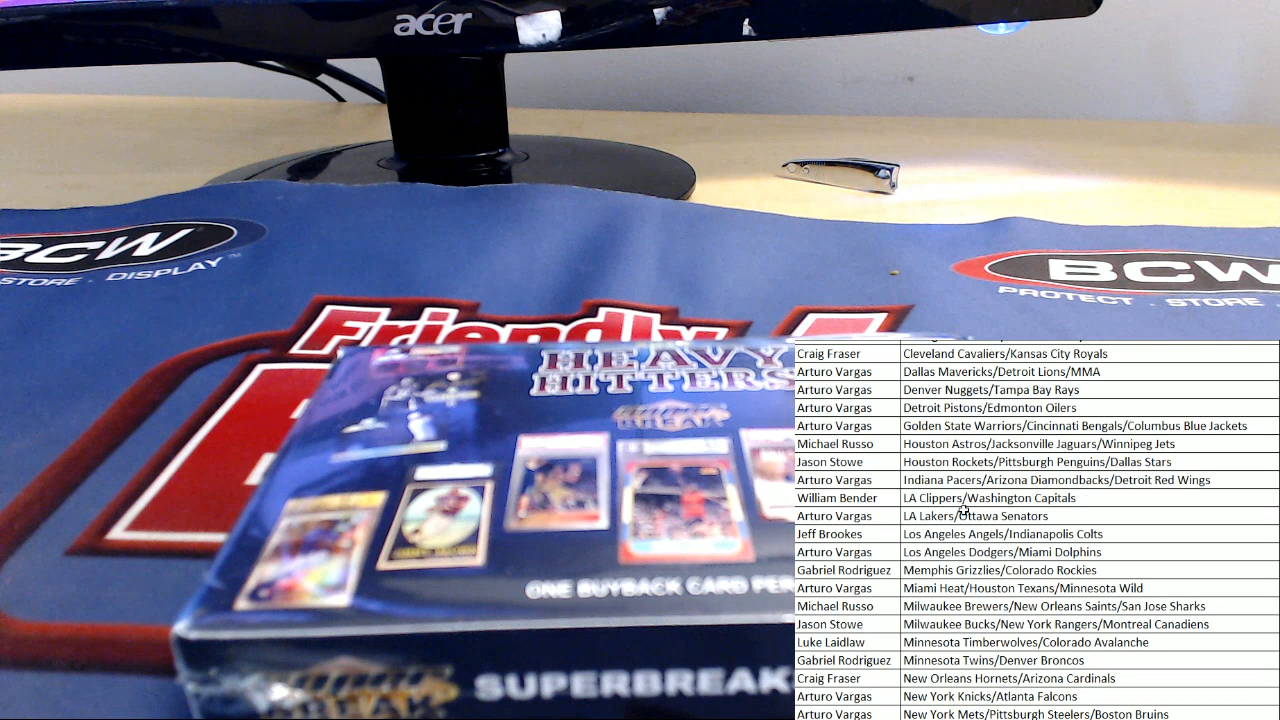 acer
BCW
STORE · DISPLAY
BCW
PROTECT · STORE
Friendly
HEAVY
HITTERS
BREAK
ONE BUYBACK CARD PER
SUPERBREAK
BREAK
Craig Fraser Cleveland Cavaliers/Kansas City Royals
Arturo Vargas Dallas Mavericks/Detroit Lions/MMA
Arturo Vargas Denver Nuggets/Tampa Bay Rays
Arturo Vargas Detroit Pistons/Edmonton Oilers
Arturo Vargas Golden State Warriors/Cincinnati Bengals/Columbus Blue Jackets
Michael Russo Houston Astros/Jacksonville Jaguars/Winnipeg Jets
Jason Stowe Houston Rockets/Pittsburgh Penguins/Dallas Stars
Arturo Vargas Indiana Pacers/Arizona Diamondbacks/Detroit Red Wings
William Bender LA Clippers/Washington Capitals
Arturo Vargas LA Lakers/Ottawa Senators
Jeff Brookes Los Angeles Angels/Indianapolis Colts
Arturo Vargas Los Angeles Dodgers/Miami Dolphins
Gabriel Rodriguez Memphis Grizzlies/Colorado Rockies
Arturo Vargas Miami Heat/Houston Texans/Minnesota Wild
Michael Russo Milwaukee Brewers/New Orleans Saints/San Jose Sharks
Jason Stowe Milwaukee Bucks/New York Rangers/Montreal Canadiens
Luke Laidlaw Minnesota Timberwolves/Colorado Avalanche
Gabriel Rodriguez Minnesota Twins/Denver Broncos
Craig Fraser New Orleans Hornets/Arizona Cardinals
Arturo Vargas New York Knicks/Atlanta Falcons
Arturo Vargas New York Mets/Pittsburgh Steelers/Boston Bruins